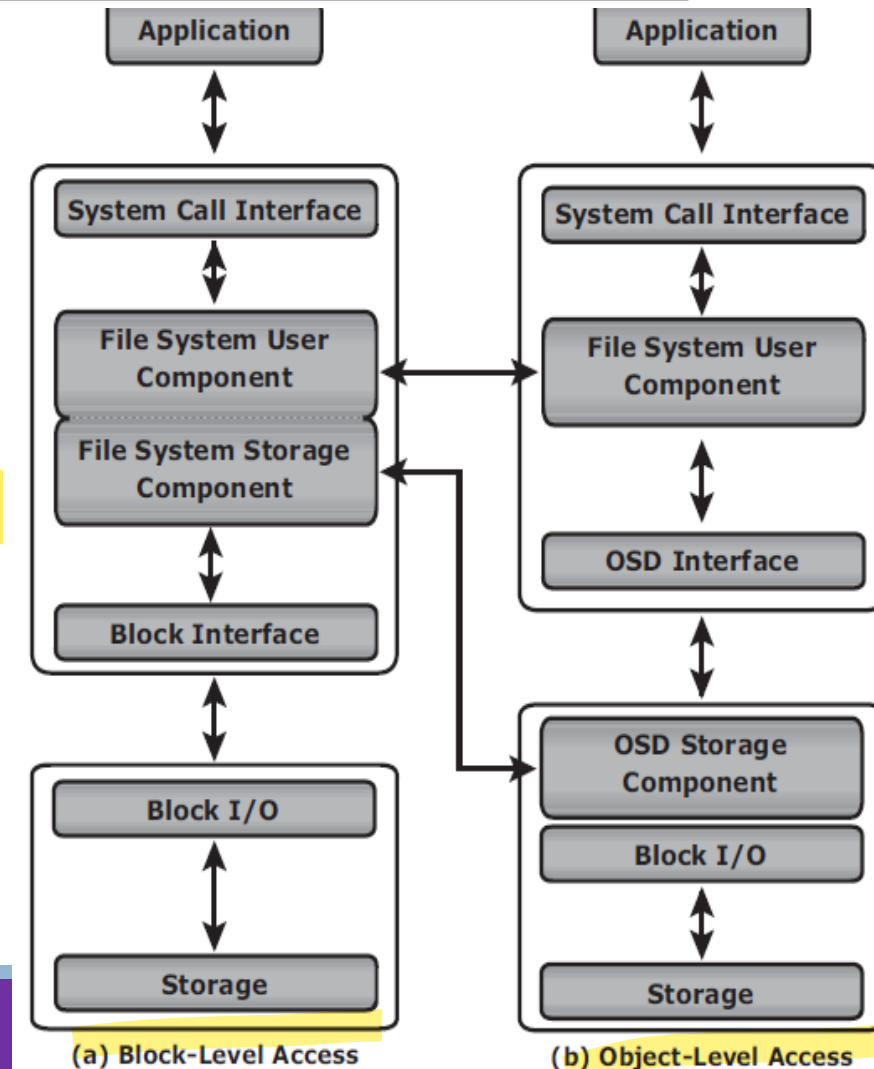 Application
System Call Interface
File System User
Component
File System Storage
Component
Block Interface
Block I/O
Storage
(a) Block-Level Access
Application
System Call Interface
File System User
Component
OSD Interface
OSD Storage
Component
Block I/O
Storage
(b) Object-Level Access